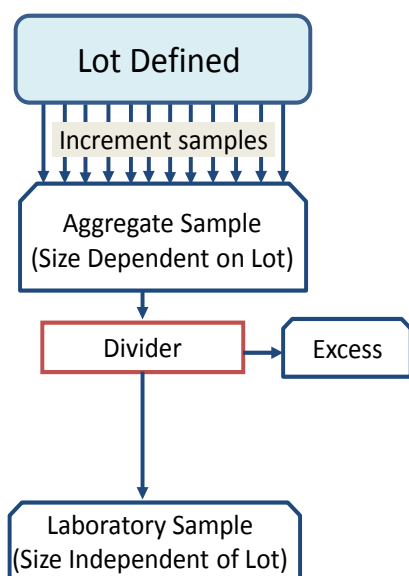 Lot Defined
Increment samples
Aggregate Sample
(Size Dependent on Lot)
Divider
Excess
Laboratory Sample
(Size Independent of Lot)